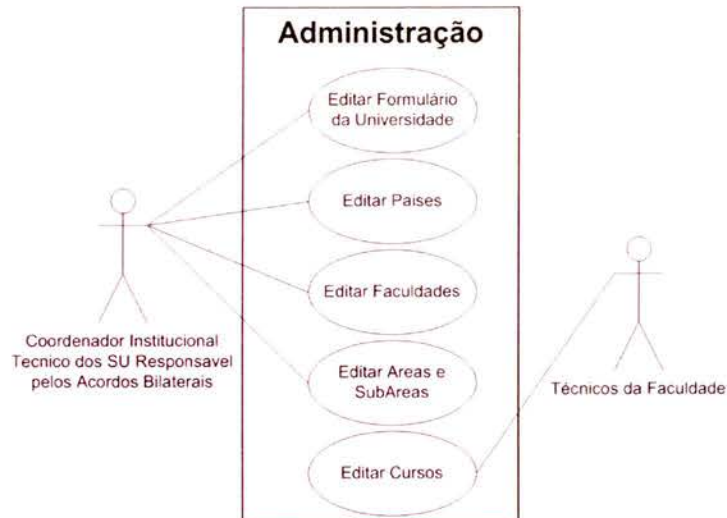 Administração
Editar Formulário
da Universidade
Editar Paises
Editar Faculdades
Editar Areas e
SubAreas
Editar Cursos
Coordenador Institucional
Tecnico dos SU Responsavel
pelos Acordos Bilaterais
Técnicos da Faculdade